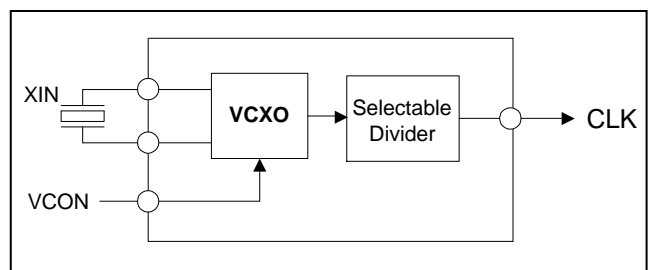 XIN
VCXO
Selectable
Divider
CLK
VCON